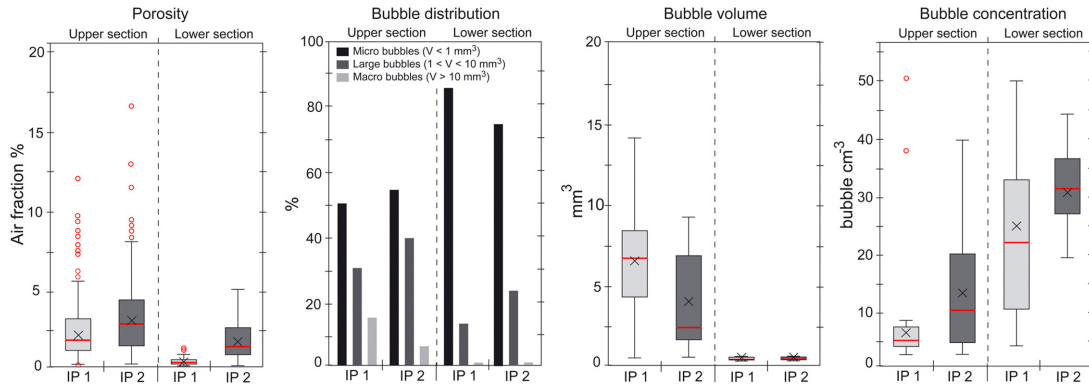 Porosity
Upper section Lower section
Air fraction %
20
15
10
5
0
IP 1 IP 2 IP 1 IP 2
Bubble distribution
Upper section Lower section
%
100
80
60
40
20
0
Micro bubbles (V < 1 mm³)
Large bubbles (1 < V < 10 mm³)
Macro bubbles (V > 10 mm³)
IP 1 IP 2 IP 1 IP 2
Bubble volume
Upper section Lower section
mm³
20
15
10
5
0
IP 1 IP 2 IP 1 IP 2
Bubble concentration
Upper section Lower section
bubble cm⁻³
50
40
30
20
10
0
IP 1 IP 2 IP 1 IP 2